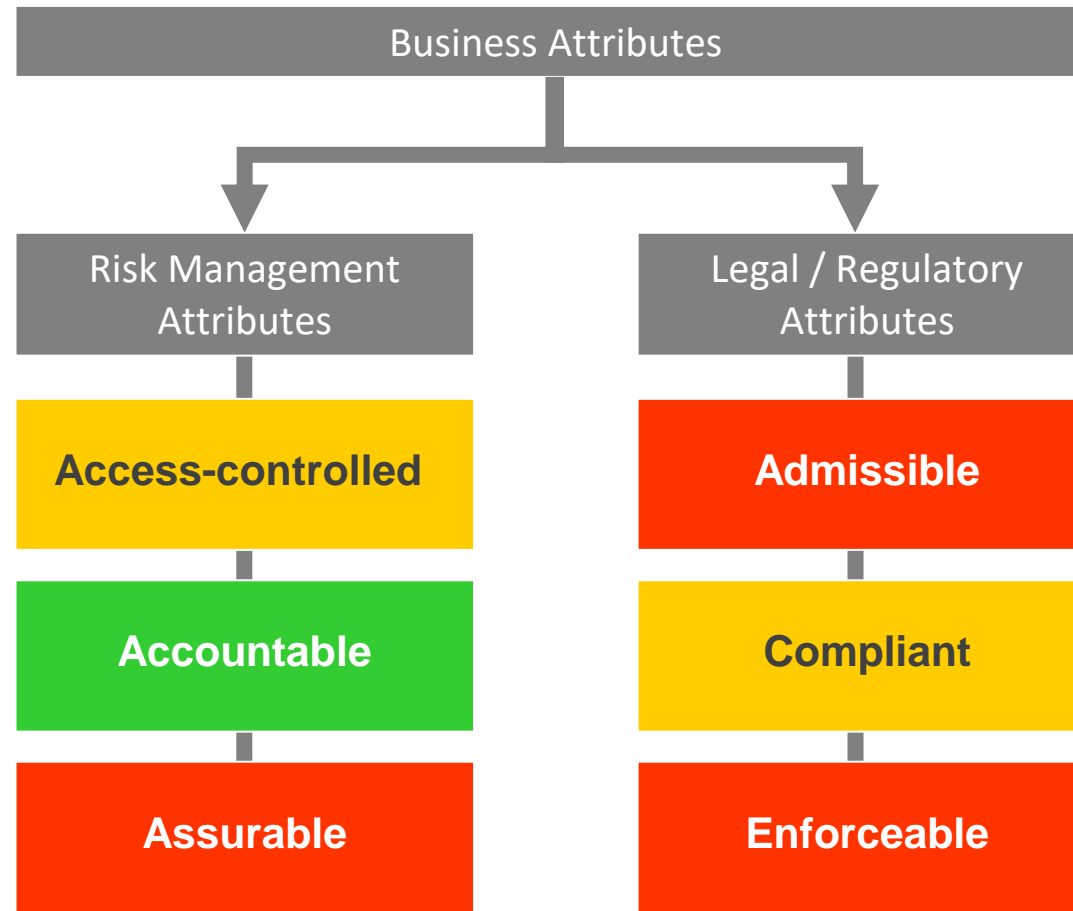 Business Attributes
Risk Management
Attributes
Legal / Regulatory
Attributes
Access-controlled
Admissible
Accountable
Compliant
Assurable
Enforceable